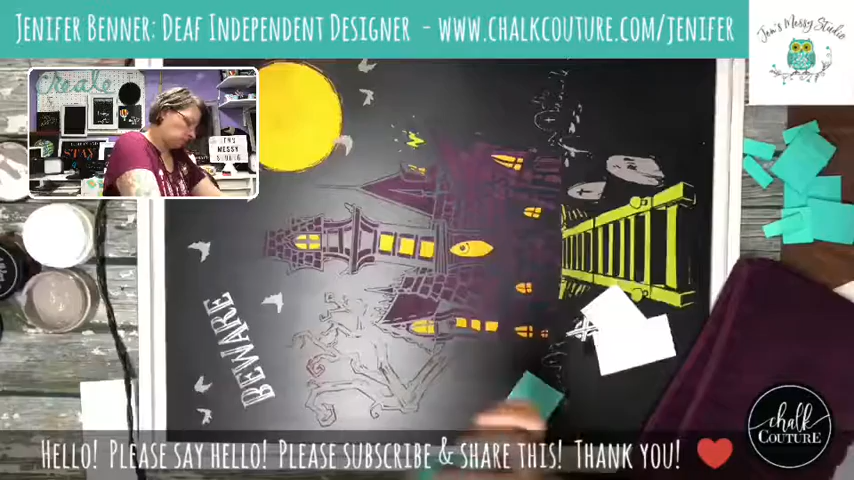 Jenifer Benner: Deaf Independent Designer - www.chalkcouture.com/jenifer
Jen's Messy Studio
Create
STAY
JEN'S
MESSY
STUDIO
BEWARE
chalk
COUTURE
Hello! Please say hello! Please subscribe & share this! Thank you!